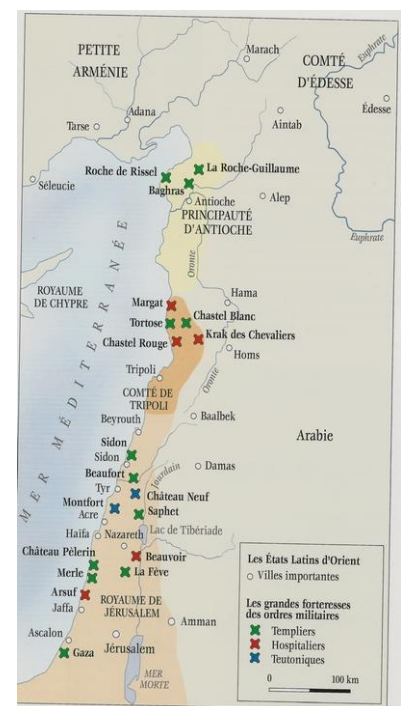 PETITE
ARMÉNIE
Marach
COMTÉ
D'ÉDESSE
Euphrate
Adana
Tarse
Aintab
Édesse
La Roche-Guillaume
Roche de Rissel
Baghras
Séleucie
Antioche
Alep
PRINCIPAUTÉ
D'ANTIOCHE
Euphrate
Oronte
ROYAUME
DE CHYPRE
Hama
Margat
Tortose
Chastel Blanc
Chastel Rouge
Krak des Chevaliers
Homs
Tripoli
COMTÉ DE
TRIPOLI
Oronte
MER MÉDITERRANÉE
Beyrouth
Baalbek
Arabie
Sidon
Sidon
Damas
Beaufort
Jourdain
Tyr
Château Neuf
Montfort
Saphet
Acre
Lac de Tibériade
Haïfa
Nazareth
Château Pèlerin
Beauvoir
Merle
La Fève
Arsuf
ROYAUME DE
JÉRUSALEM
Jaffa
Amman
Ascalon
Jérusalem
Gaza
MER
MORTE
Les États Latins d'Orient
Villes importantes
Les grandes forteresses
des ordres militaires
Templiers
Hospitaliers
Teutoniques
0 100 km